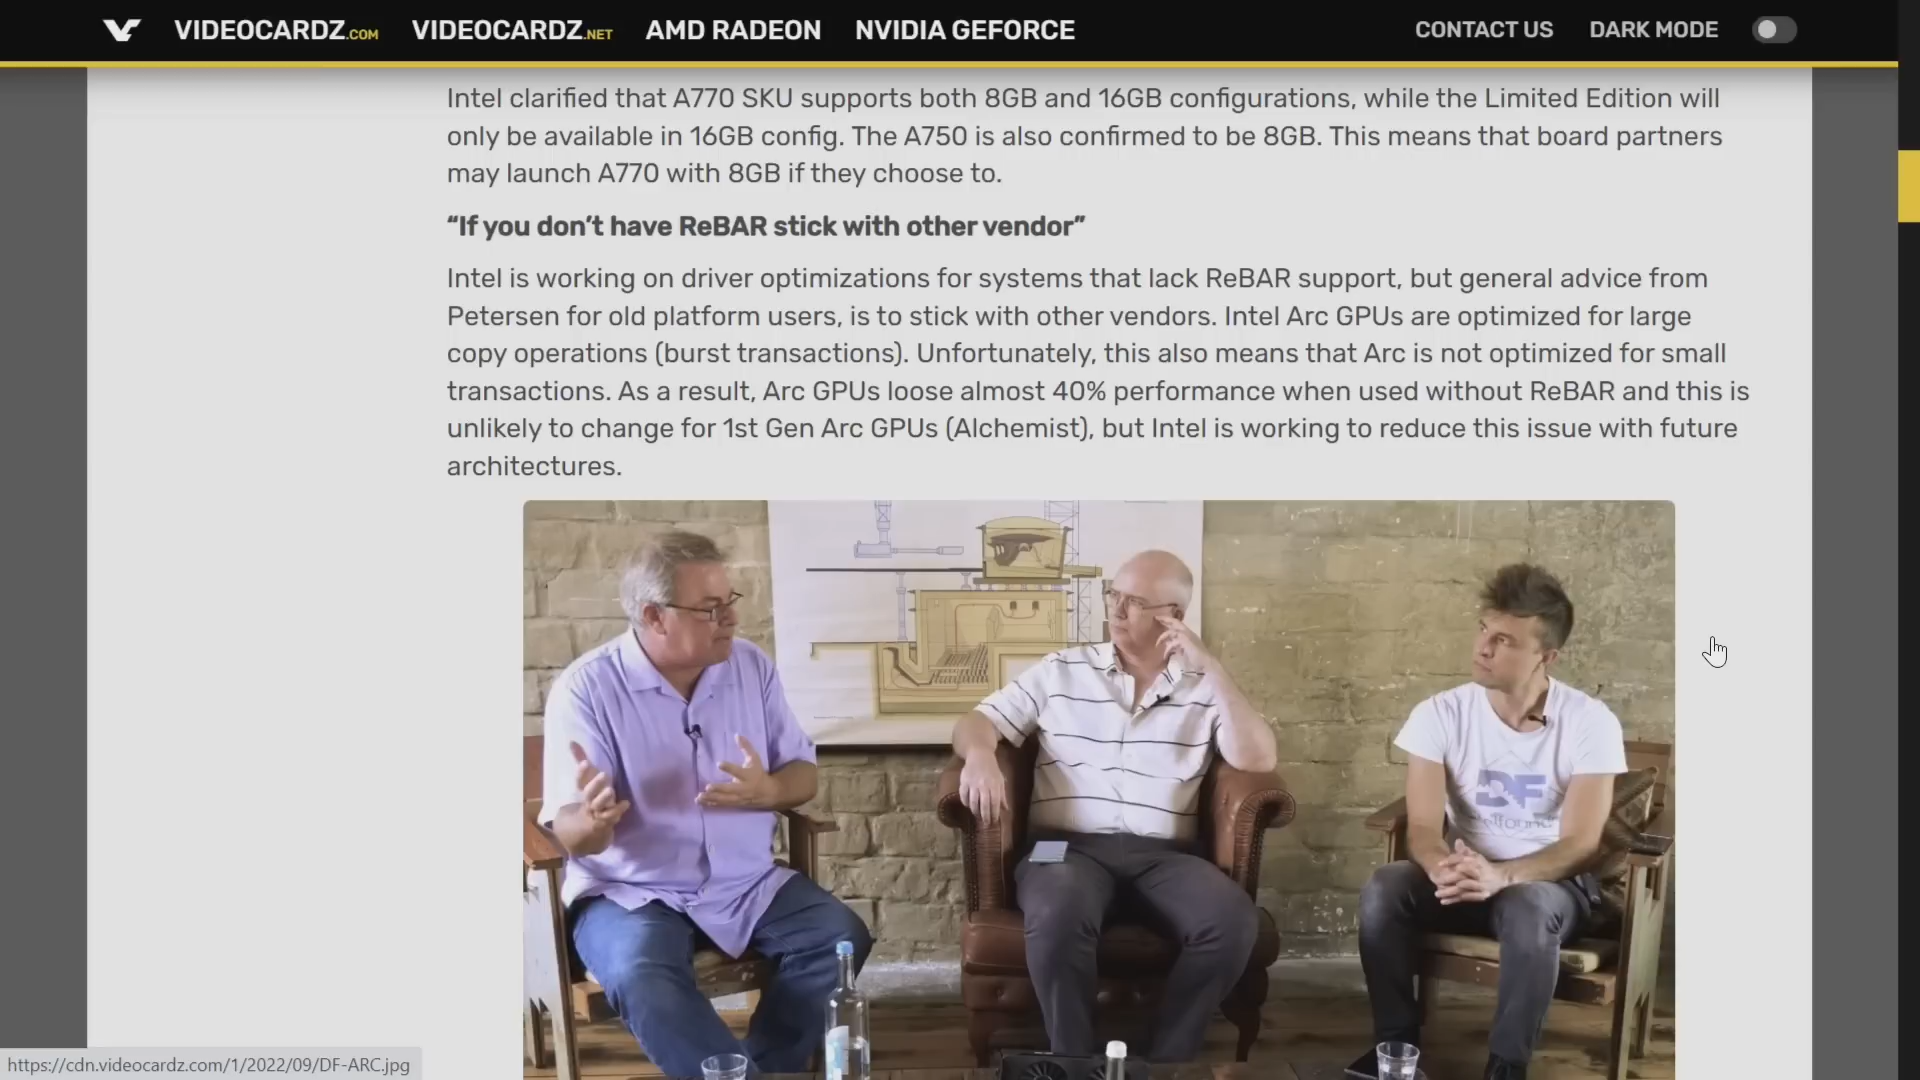 VIDEOCARDZ.COM VIDEOCARDZ.NET AMD RADEON NVIDIA GEFORCE CONTACT US DARK MODE
Intel clarified that A770 SKU supports both 8GB and 16GB configurations, while the Limited Edition will
only be available in 16GB config. The A750 is also confirmed to be 8GB. This means that board partners
may launch A770 with 8GB if they choose to.
“If you don’t have ReBAR stick with other vendor”
Intel is working on driver optimizations for systems that lack ReBAR support, but general advice from
Petersen for old platform users, is to stick with other vendors. Intel Arc GPUs are optimized for large
copy operations (burst transactions). Unfortunately, this also means that Arc is not optimized for small
transactions. As a result, Arc GPUs loose almost 40% performance when used without ReBAR and this is
unlikely to change for 1st Gen Arc GPUs (Alchemist), but Intel is working to reduce this issue with future
architectures.
DF
https://cdn.videocardz.com/1/2022/09/DF-ARC.jpg